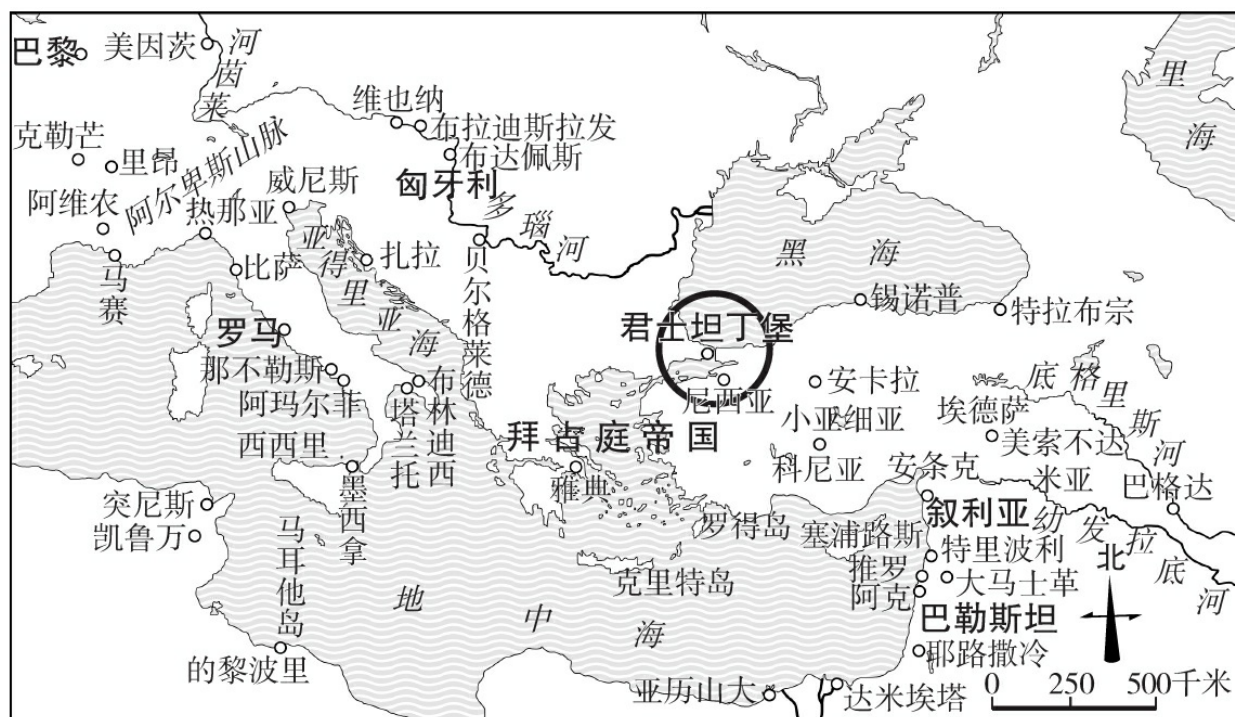 巴黎
美因茨
莱茵河
里海
维也纳
布拉迪斯拉发
克勒芒
里昂
阿尔卑斯山脉
布达佩斯
威尼斯
匈牙利
阿维农
热那亚
多瑙河
亚得里亚海
扎拉
黑海
马赛
比萨
贝尔格莱德
锡诺普
特拉布宗
罗马
君士坦丁堡
那不勒斯
布林迪西
安卡拉
底格里斯河
阿玛尔非
塔兰托
尼西亚
小亚细亚
埃德萨
西西里
拜占庭帝国
美索不达米亚
科尼亚
安条克
墨西拿
雅典
巴格达
突尼斯
叙利亚
幼发拉底河
凯鲁万
马耳他岛
罗得岛
塞浦路斯
特里波利
北
克里特岛
推罗
大马士革
阿克
地中海
巴勒斯坦
的黎波里
耶路撒冷
亚历山大
达米埃塔
0 250 500千米